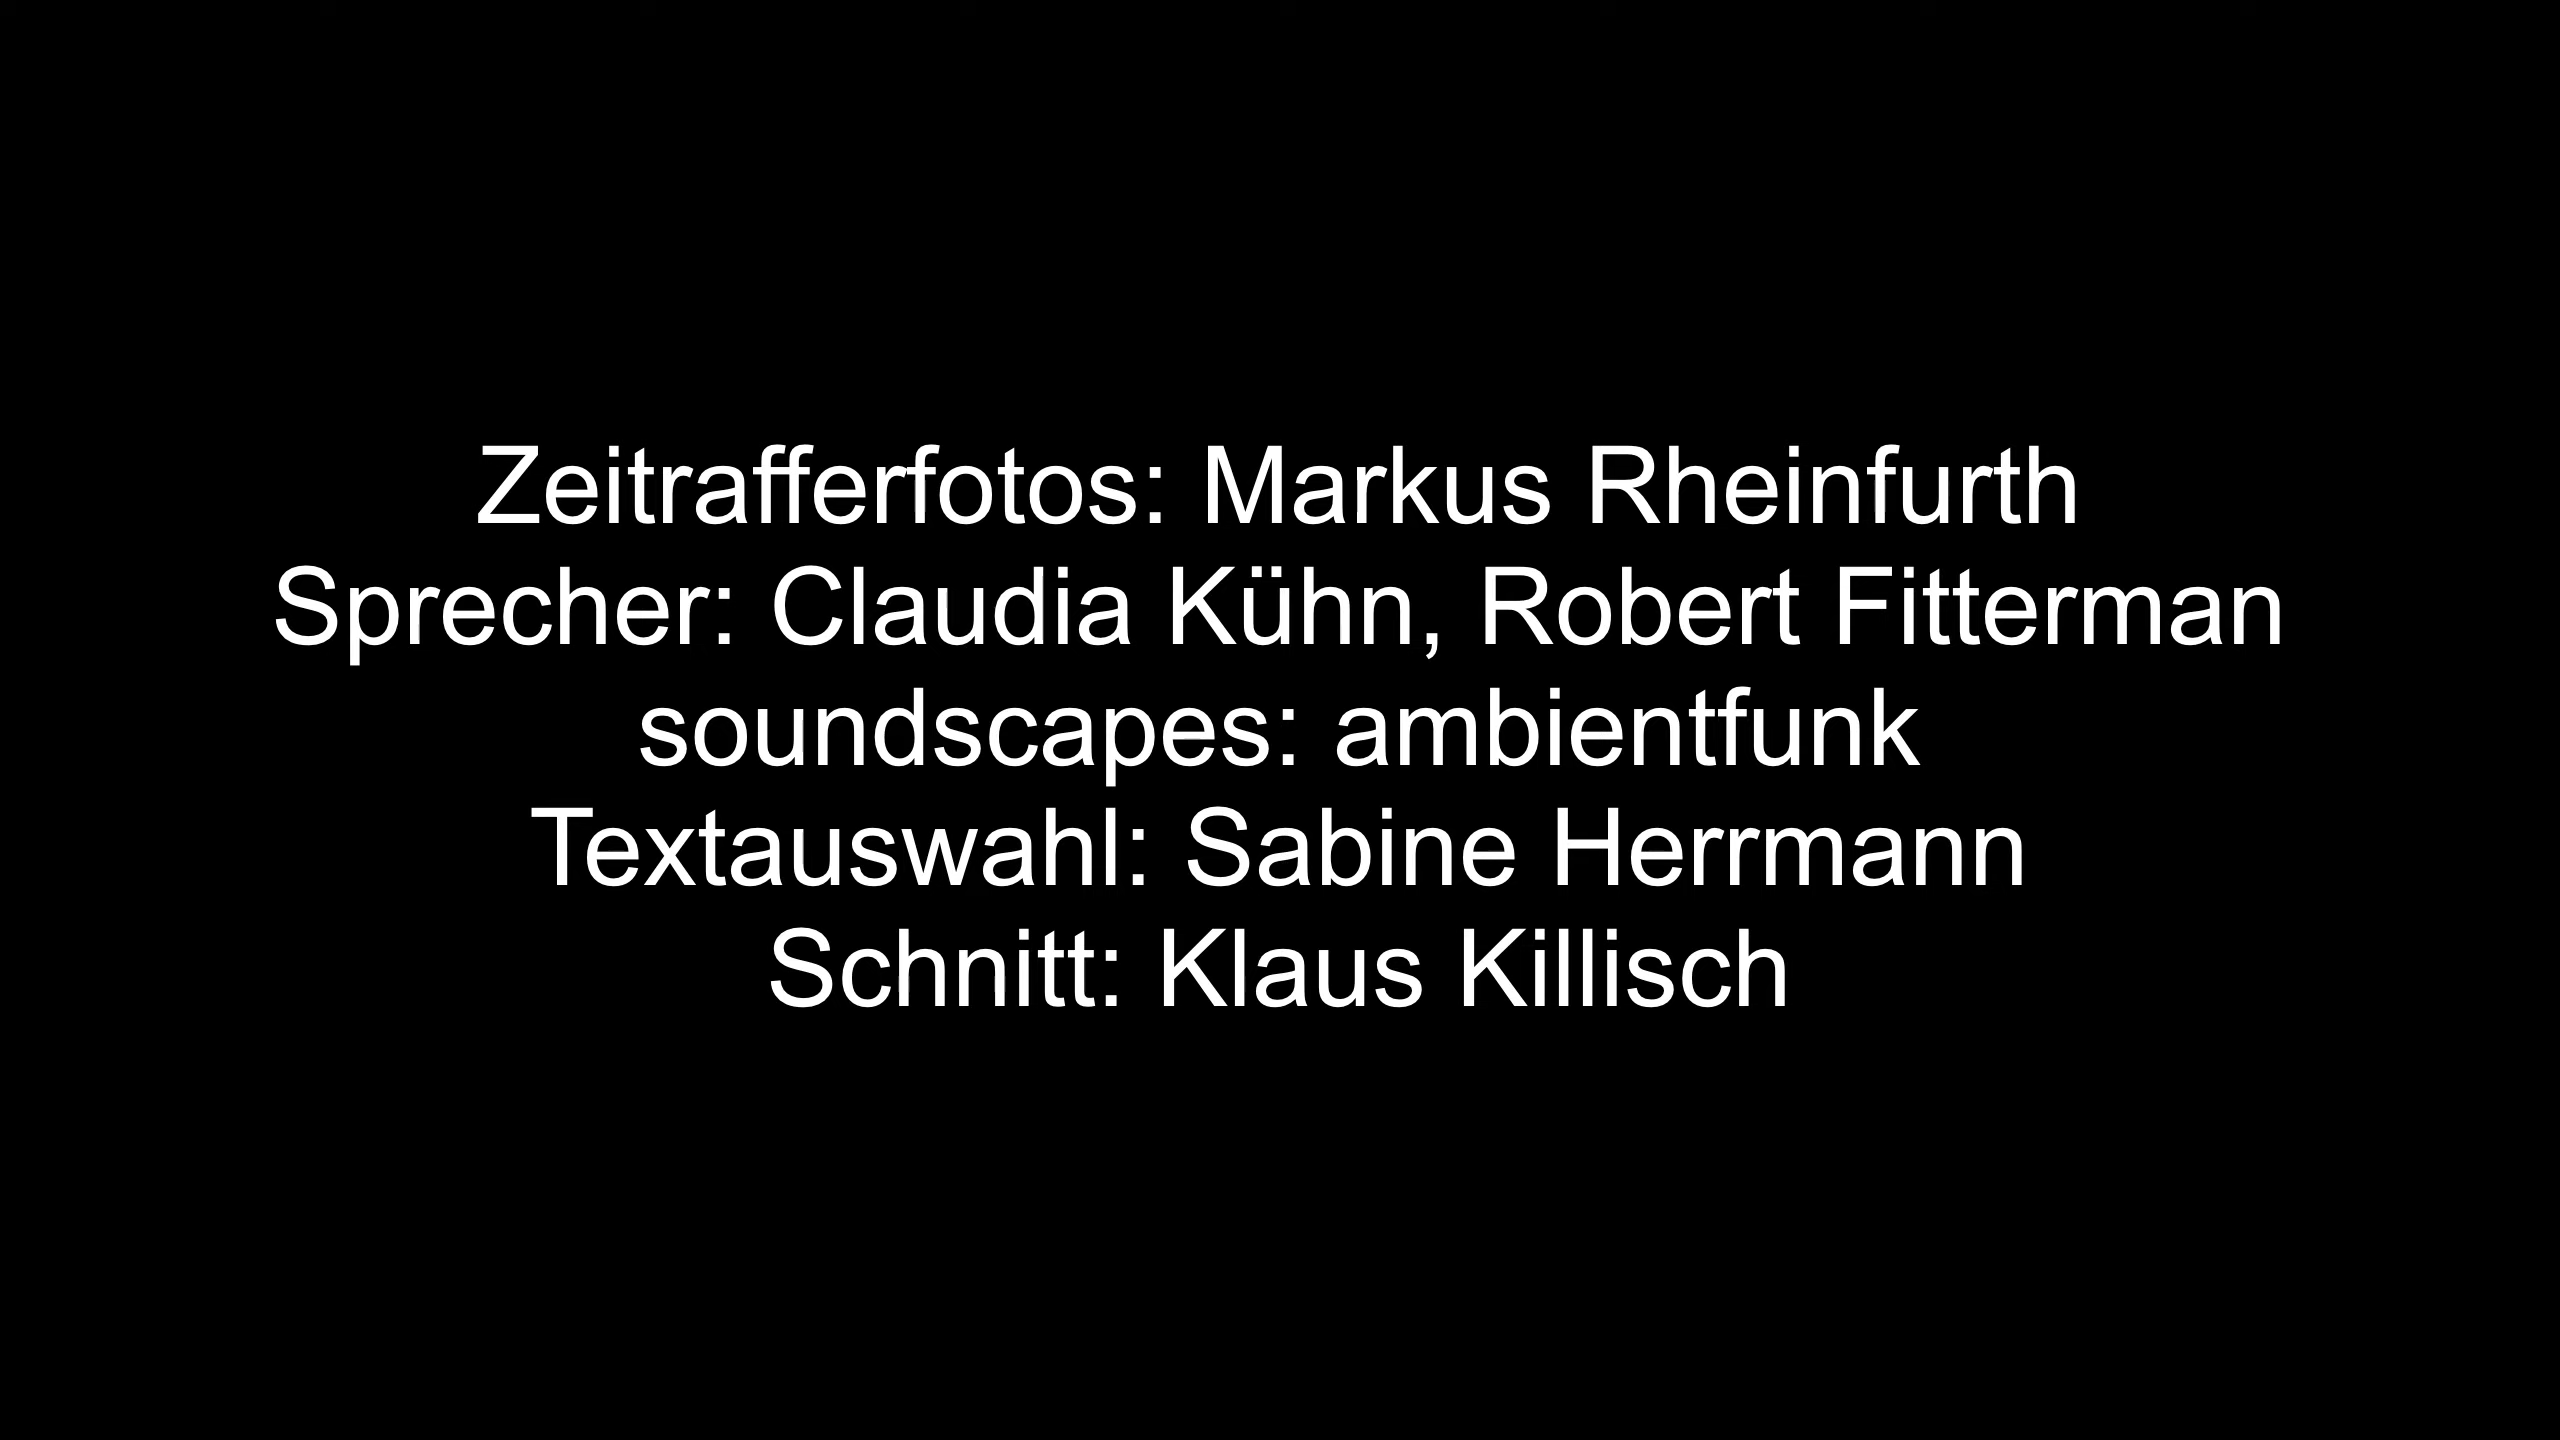 Zeitrafferfotos: Markus Rheinfurth
Sprecher: Claudia Kühn, Robert Fitterman
soundscapes: ambientfunk
Textauswahl: Sabine Herrmann
Schnitt: Klaus Killisch